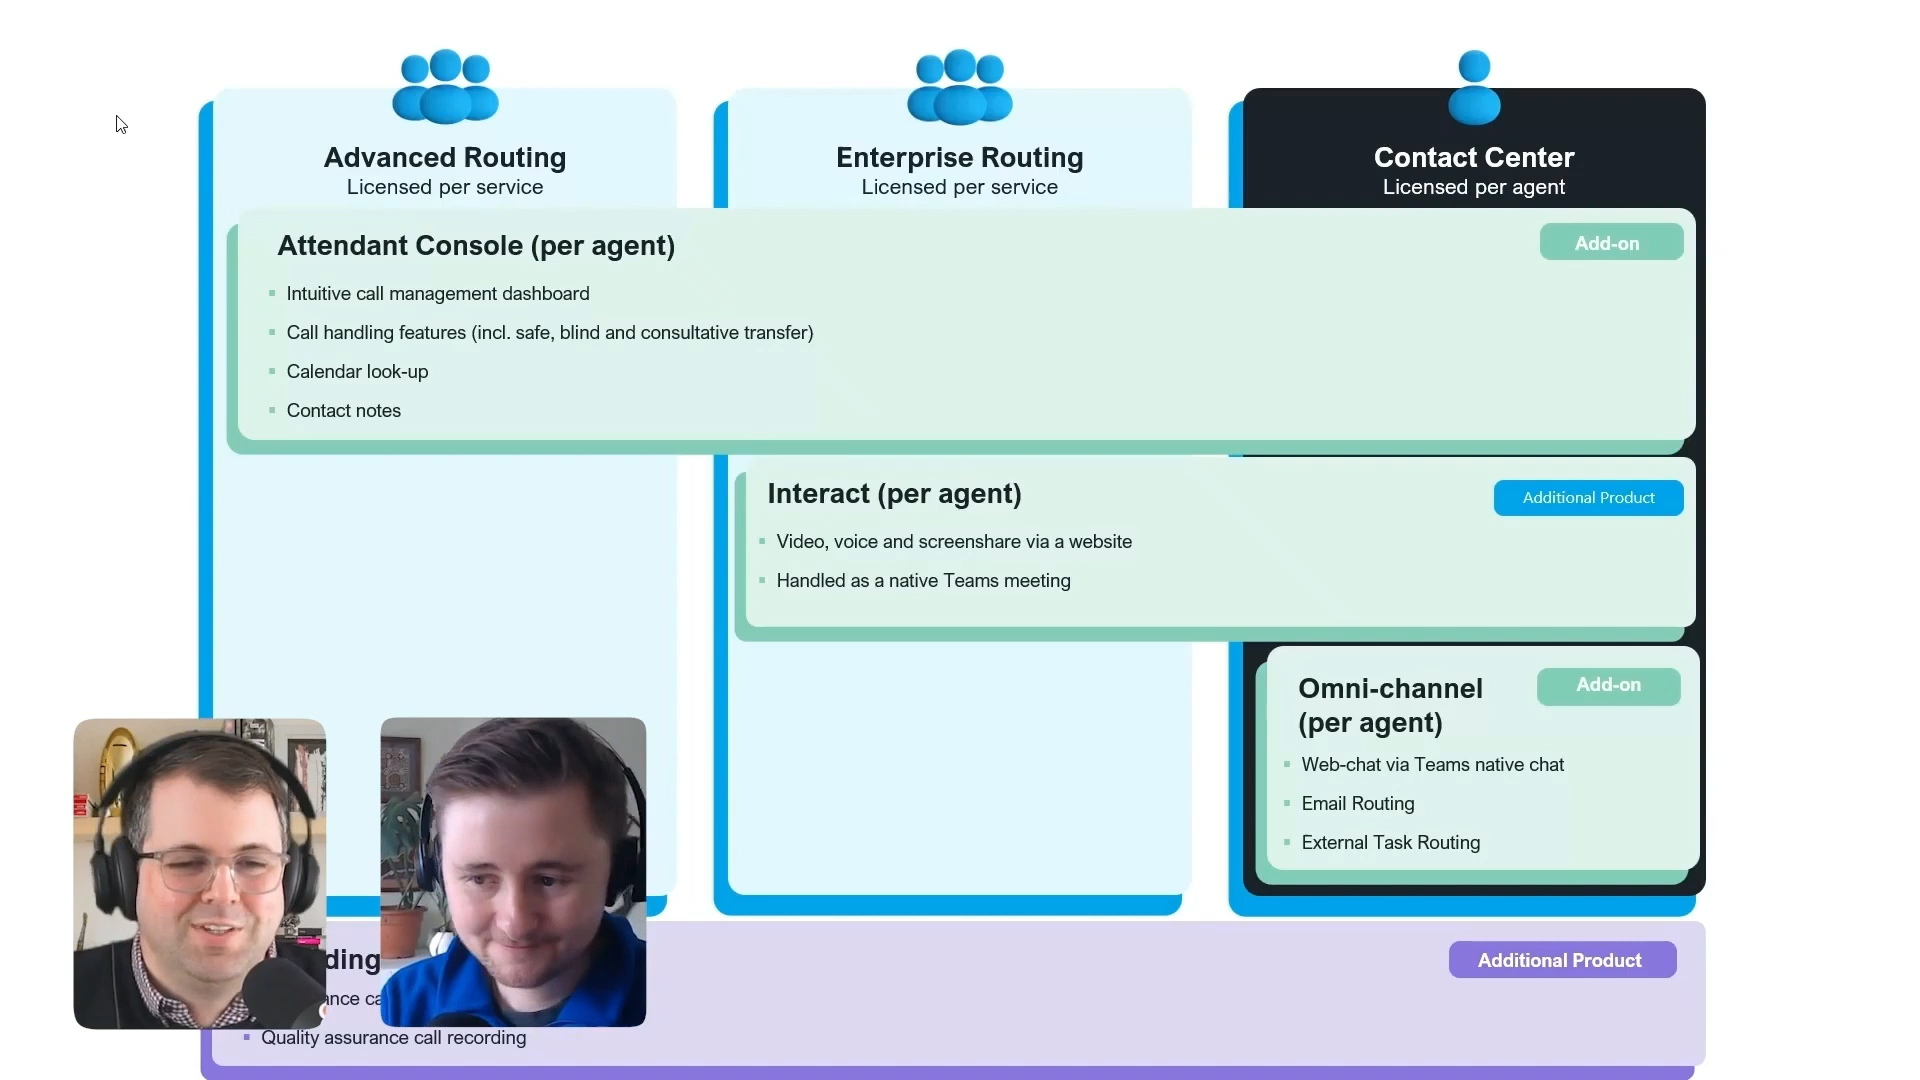 Advanced Routing
Licensed per service
Enterprise Routing
Licensed per service
Contact Center
Licensed per agent
Attendant Console (per agent)
Add-on
Intuitive call management dashboard
Call handling features (incl. safe, blind and consultative transfer)
Calendar look-up
Contact notes
Interact (per agent)
Additional Product
Video, voice and screenshare via a website
Handled as a native Teams meeting
Omni-channel
(per agent)
Add-on
Web-chat via Teams native chat
Email Routing
External Task Routing
Additional Product
Quality assurance call recording